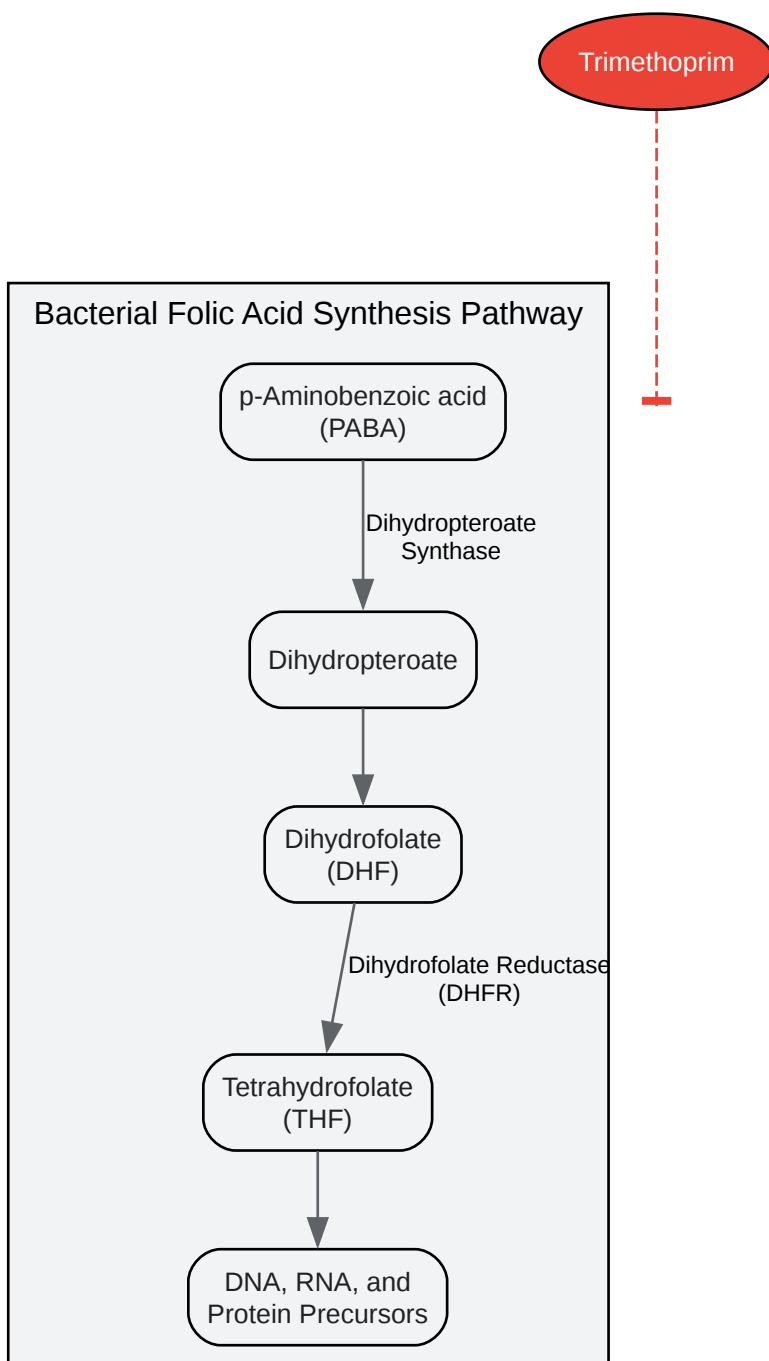 Trimethoprim
Bacterial Folic Acid Synthesis Pathway
p-Aminobenzoic acid
(PABA)
Dihydropteroate
Synthase
Dihydropteroate
Dihydrofolate
(DHF)
Dihydrofolate Reductase
(DHFR)
Tetrahydrofolate
(THF)
DNA, RNA, and
Protein Precursors